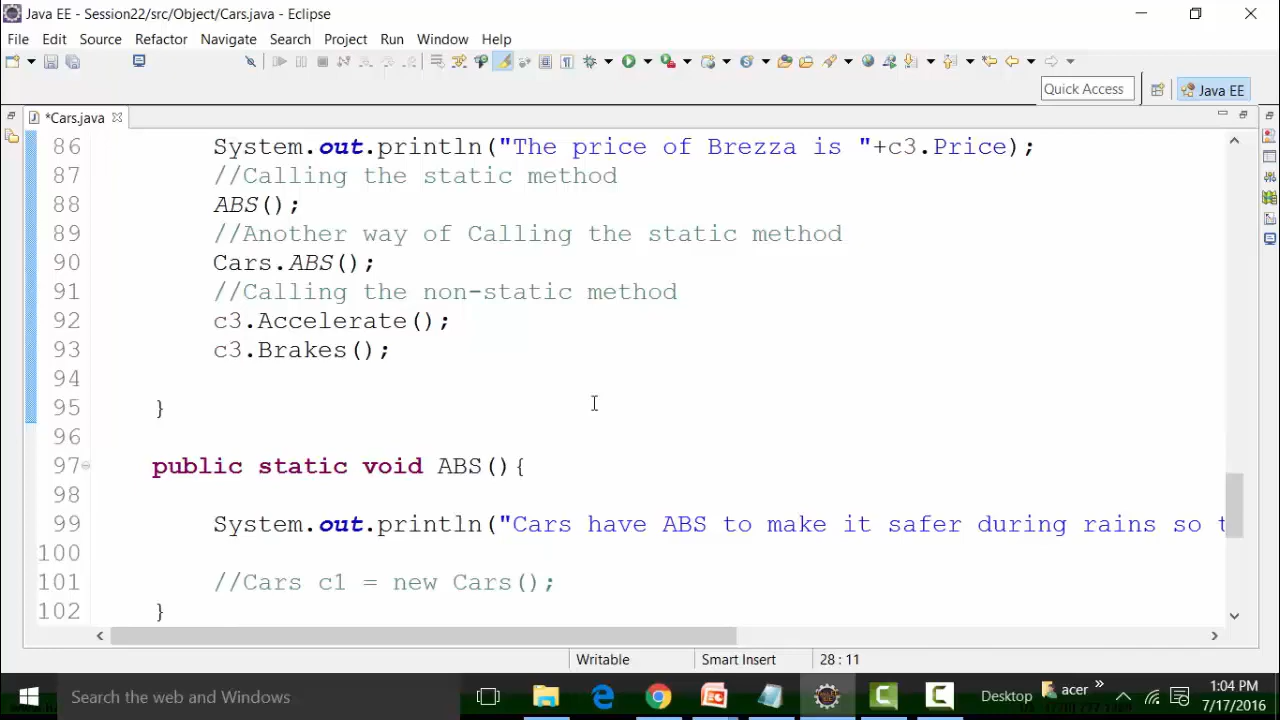 Java EE - Session22/src/Object/Cars.java - Eclipse
File Edit Source Refactor Navigate Search Project Run Window Help
Quick Access Java EE
*Cars.java
86 System.out.println("The price of Brezza is "+c3.Price);
87 //Calling the static method
88 ABS();
89 //Another way of Calling the static method
90 Cars.ABS();
91 //Calling the non-static method
92 c3.Accelerate();
93 c3.Brakes();
94
95 }
96
97 public static void ABS(){
98
99 System.out.println("Cars have ABS to make it safer during rains so t
100
101 //Cars c1 = new Cars();
102 }
Writable Smart Insert 28 : 11
Search the web and Windows Desktop acer 1:04 PM
7/17/2016